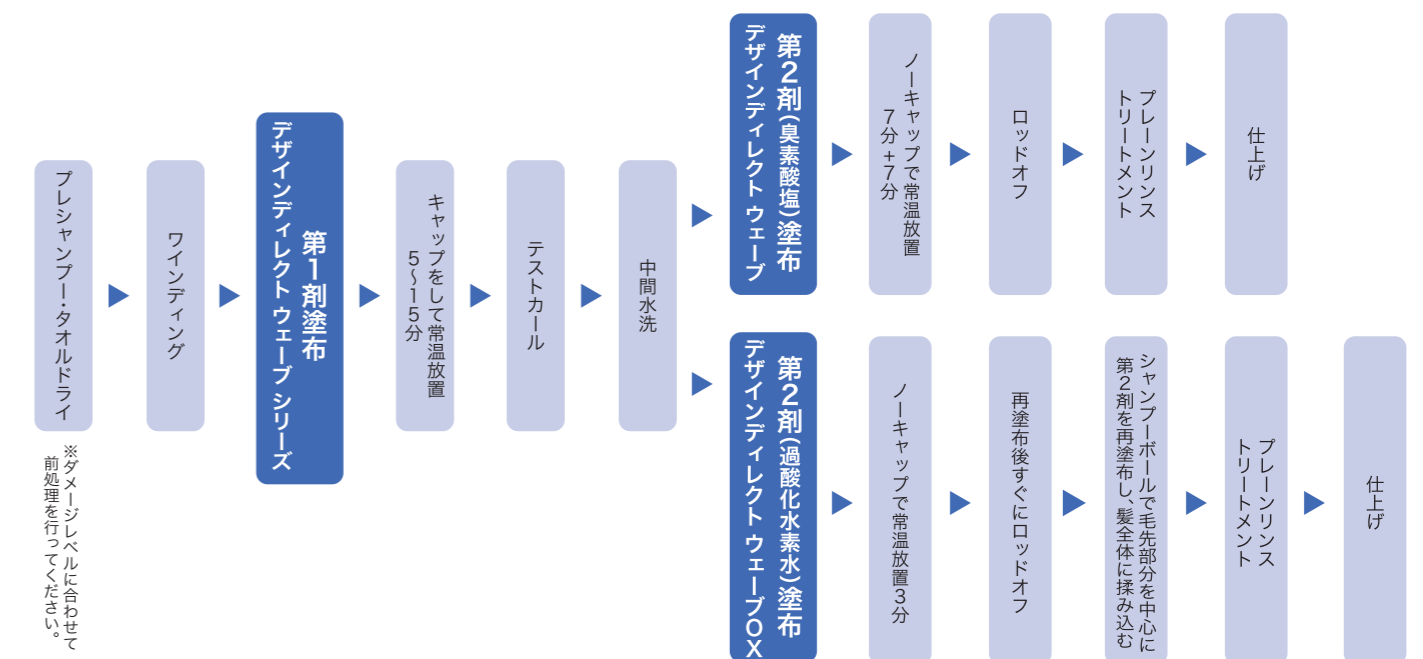 プレシャンプー・タオルドライ
※ダメージレベルに合わせて
前処理を行ってください。
ワインディング
第1剤塗布
デザインディレクト ウェーブ シリーズ
キャップをして常温放置
5〜15分
テストカール
中間水洗
第2剤(臭素酸塩)塗布
デザインディレクト ウェーブ
ノーキャップで常温放置
7分+7分
ロッドオフ
プレーンリンス
トリートメント
仕上げ
第2剤(過酸化水素水)塗布
デザインディレクト ウェーブOX
ノーキャップで常温放置3分
再塗布後すぐにロッドオフ
シャンプーボールで毛先部分を中心に
第2剤を再塗布し、髪全体に揉み込む
プレーンリンス
トリートメント
仕上げ